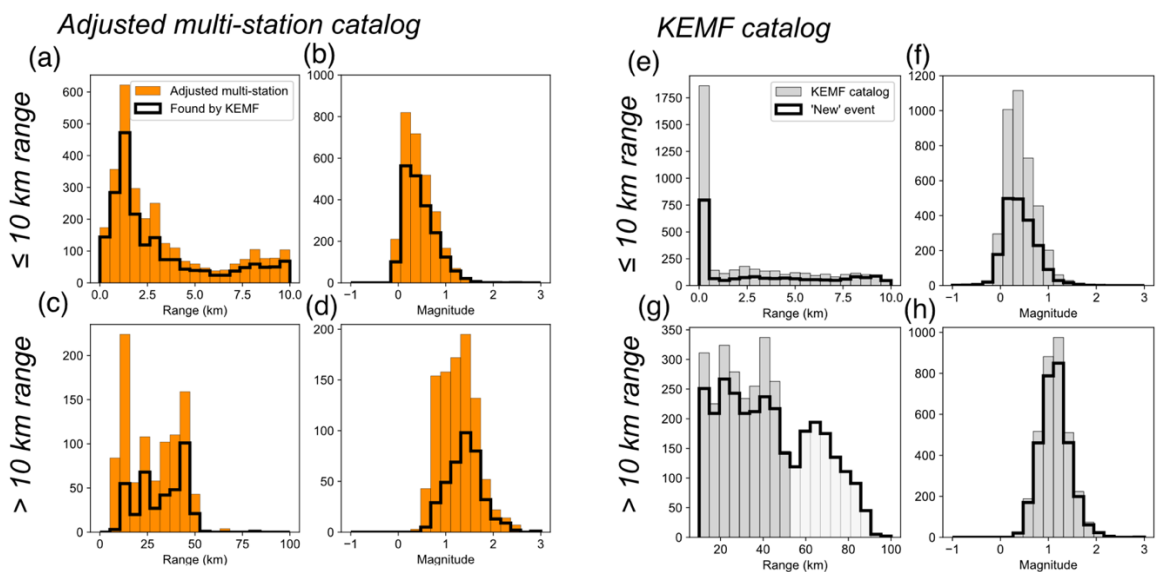 Adjusted multi-station catalog
KEMF catalog
≤ 10 km range
(a)
Adjusted multi-station
Found by KEMF
600
500
400
300
200
100
0
0.0 2.5 5.0 7.5 10.0
Range (km)
(b)
1000
800
600
400
200
0
−1 0 1 2 3
Magnitude
> 10 km range
(c)
200
150
100
50
0
0 25 50 75 100
Range (km)
(d)
200
150
100
50
0
−1 0 1 2 3
Magnitude
≤ 10 km range
(e)
KEMF catalog
'New' event
1750
1500
1250
1000
750
500
250
0
0.0 2.5 5.0 7.5 10.0
Range (km)
(f)
1200
1000
800
600
400
200
0
−1 0 1 2 3
Magnitude
> 10 km range
(g)
350
300
250
200
150
100
50
0
20 40 60 80 100
Range (km)
(h)
1000
800
600
400
200
0
−1 0 1 2 3
Magnitude